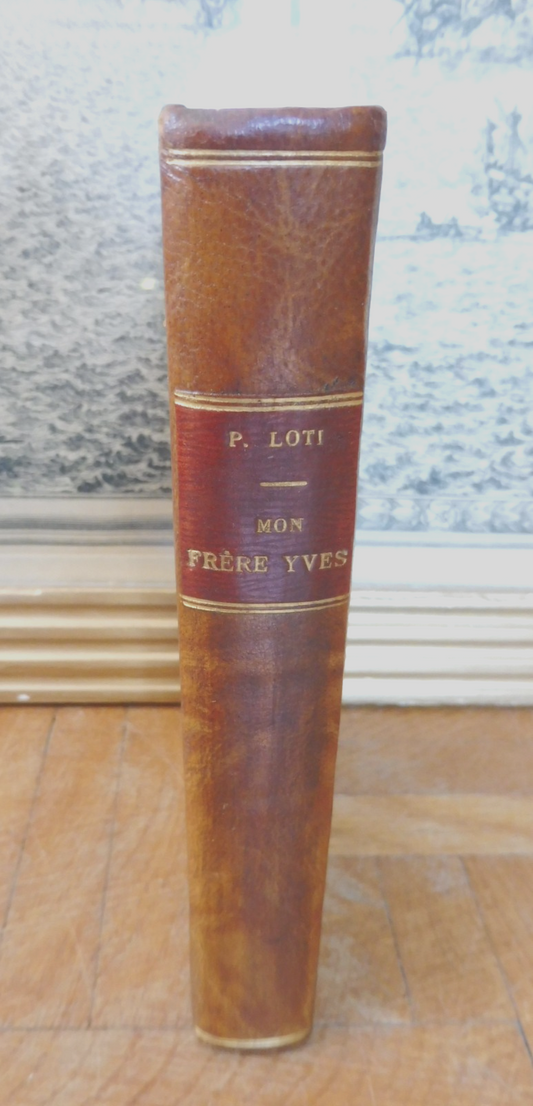 P. LOTI
MON
FRÈRE YVES